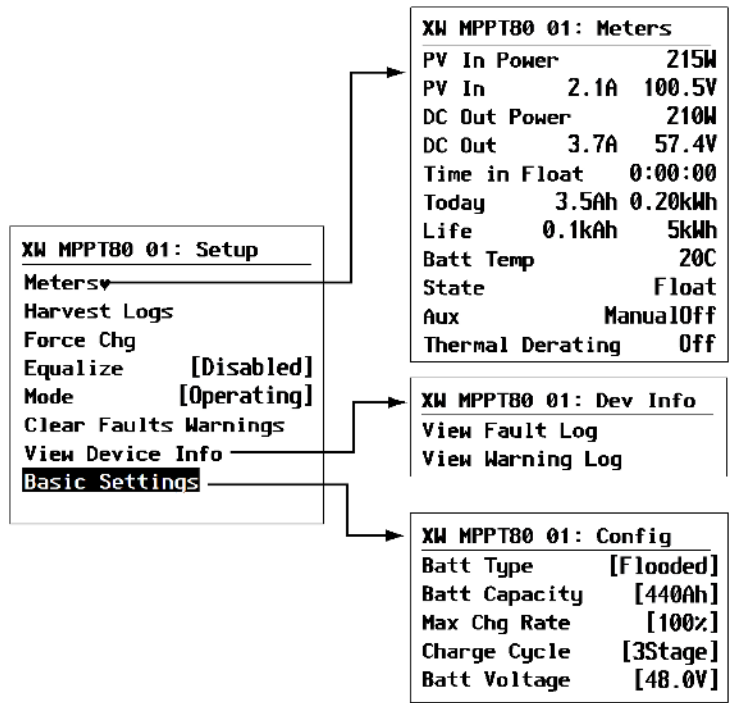 XW MPPT80 01: Setup
Meters▾
Harvest Logs
Force Chg
Equalize [Disabled]
Mode [Operating]
Clear Faults Warnings
View Device Info
Basic Settings
XW MPPT80 01: Meters
PV In Power 215W
PV In 2.1A 100.5V
DC Out Power 210W
DC Out 3.7A 57.4V
Time in Float 0:00:00
Today 3.5Ah 0.20kWh
Life 0.1kAh 5kWh
Batt Temp 20C
State Float
Aux ManualOff
Thermal Derating Off
XW MPPT80 01: Dev Info
View Fault Log
View Warning Log
XW MPPT80 01: Config
Batt Type [Flooded]
Batt Capacity [440Ah]
Max Chg Rate [100%]
Charge Cycle [3Stage]
Batt Voltage [48.0V]